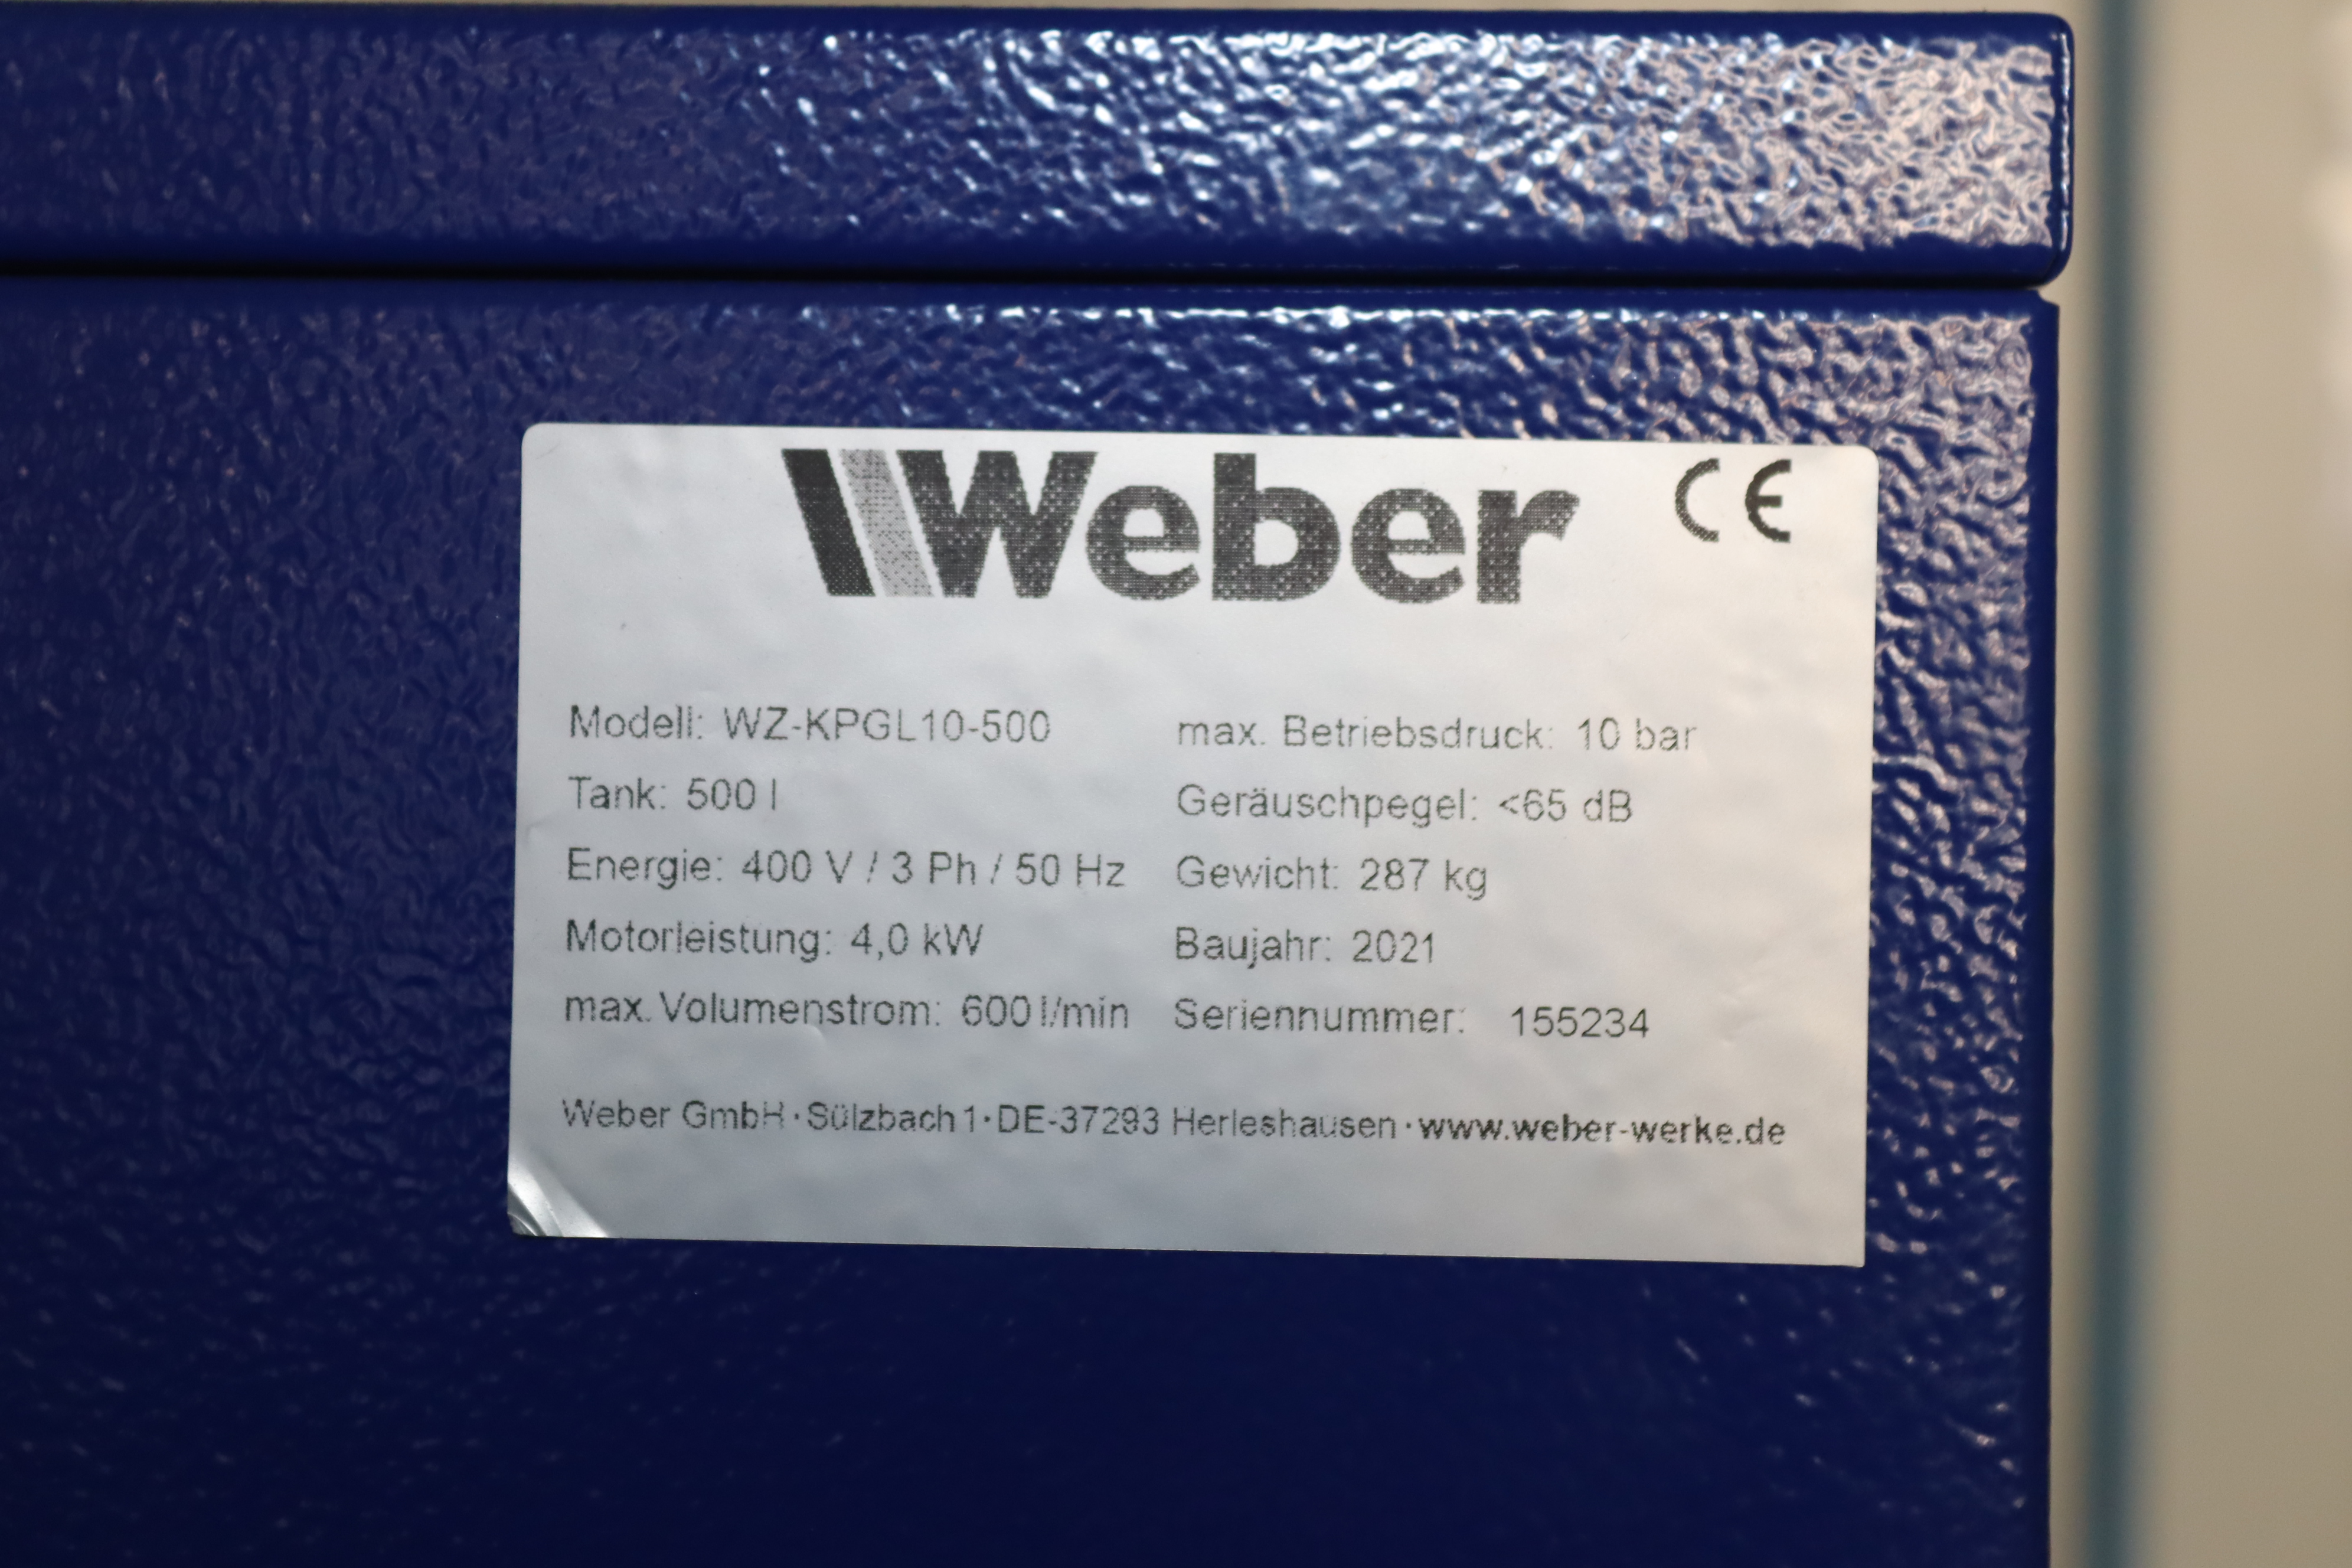 Weber CE
Modell: WZ-KPGL10-500
Tank: 500 l
Energie: 400 V / 3 Ph / 50 Hz
Motorleistung: 4,0 kW
max. Volumenstrom: 600 l/min
max. Betriebsdruck: 10 bar
Geräuschpegel: <65 dB
Gewicht: 287 kg
Baujahr: 2021
Seriennummer: 155234
Weber GmbH · Sülzbach 1 · DE-37293 Herleshausen · www.weber-werke.de